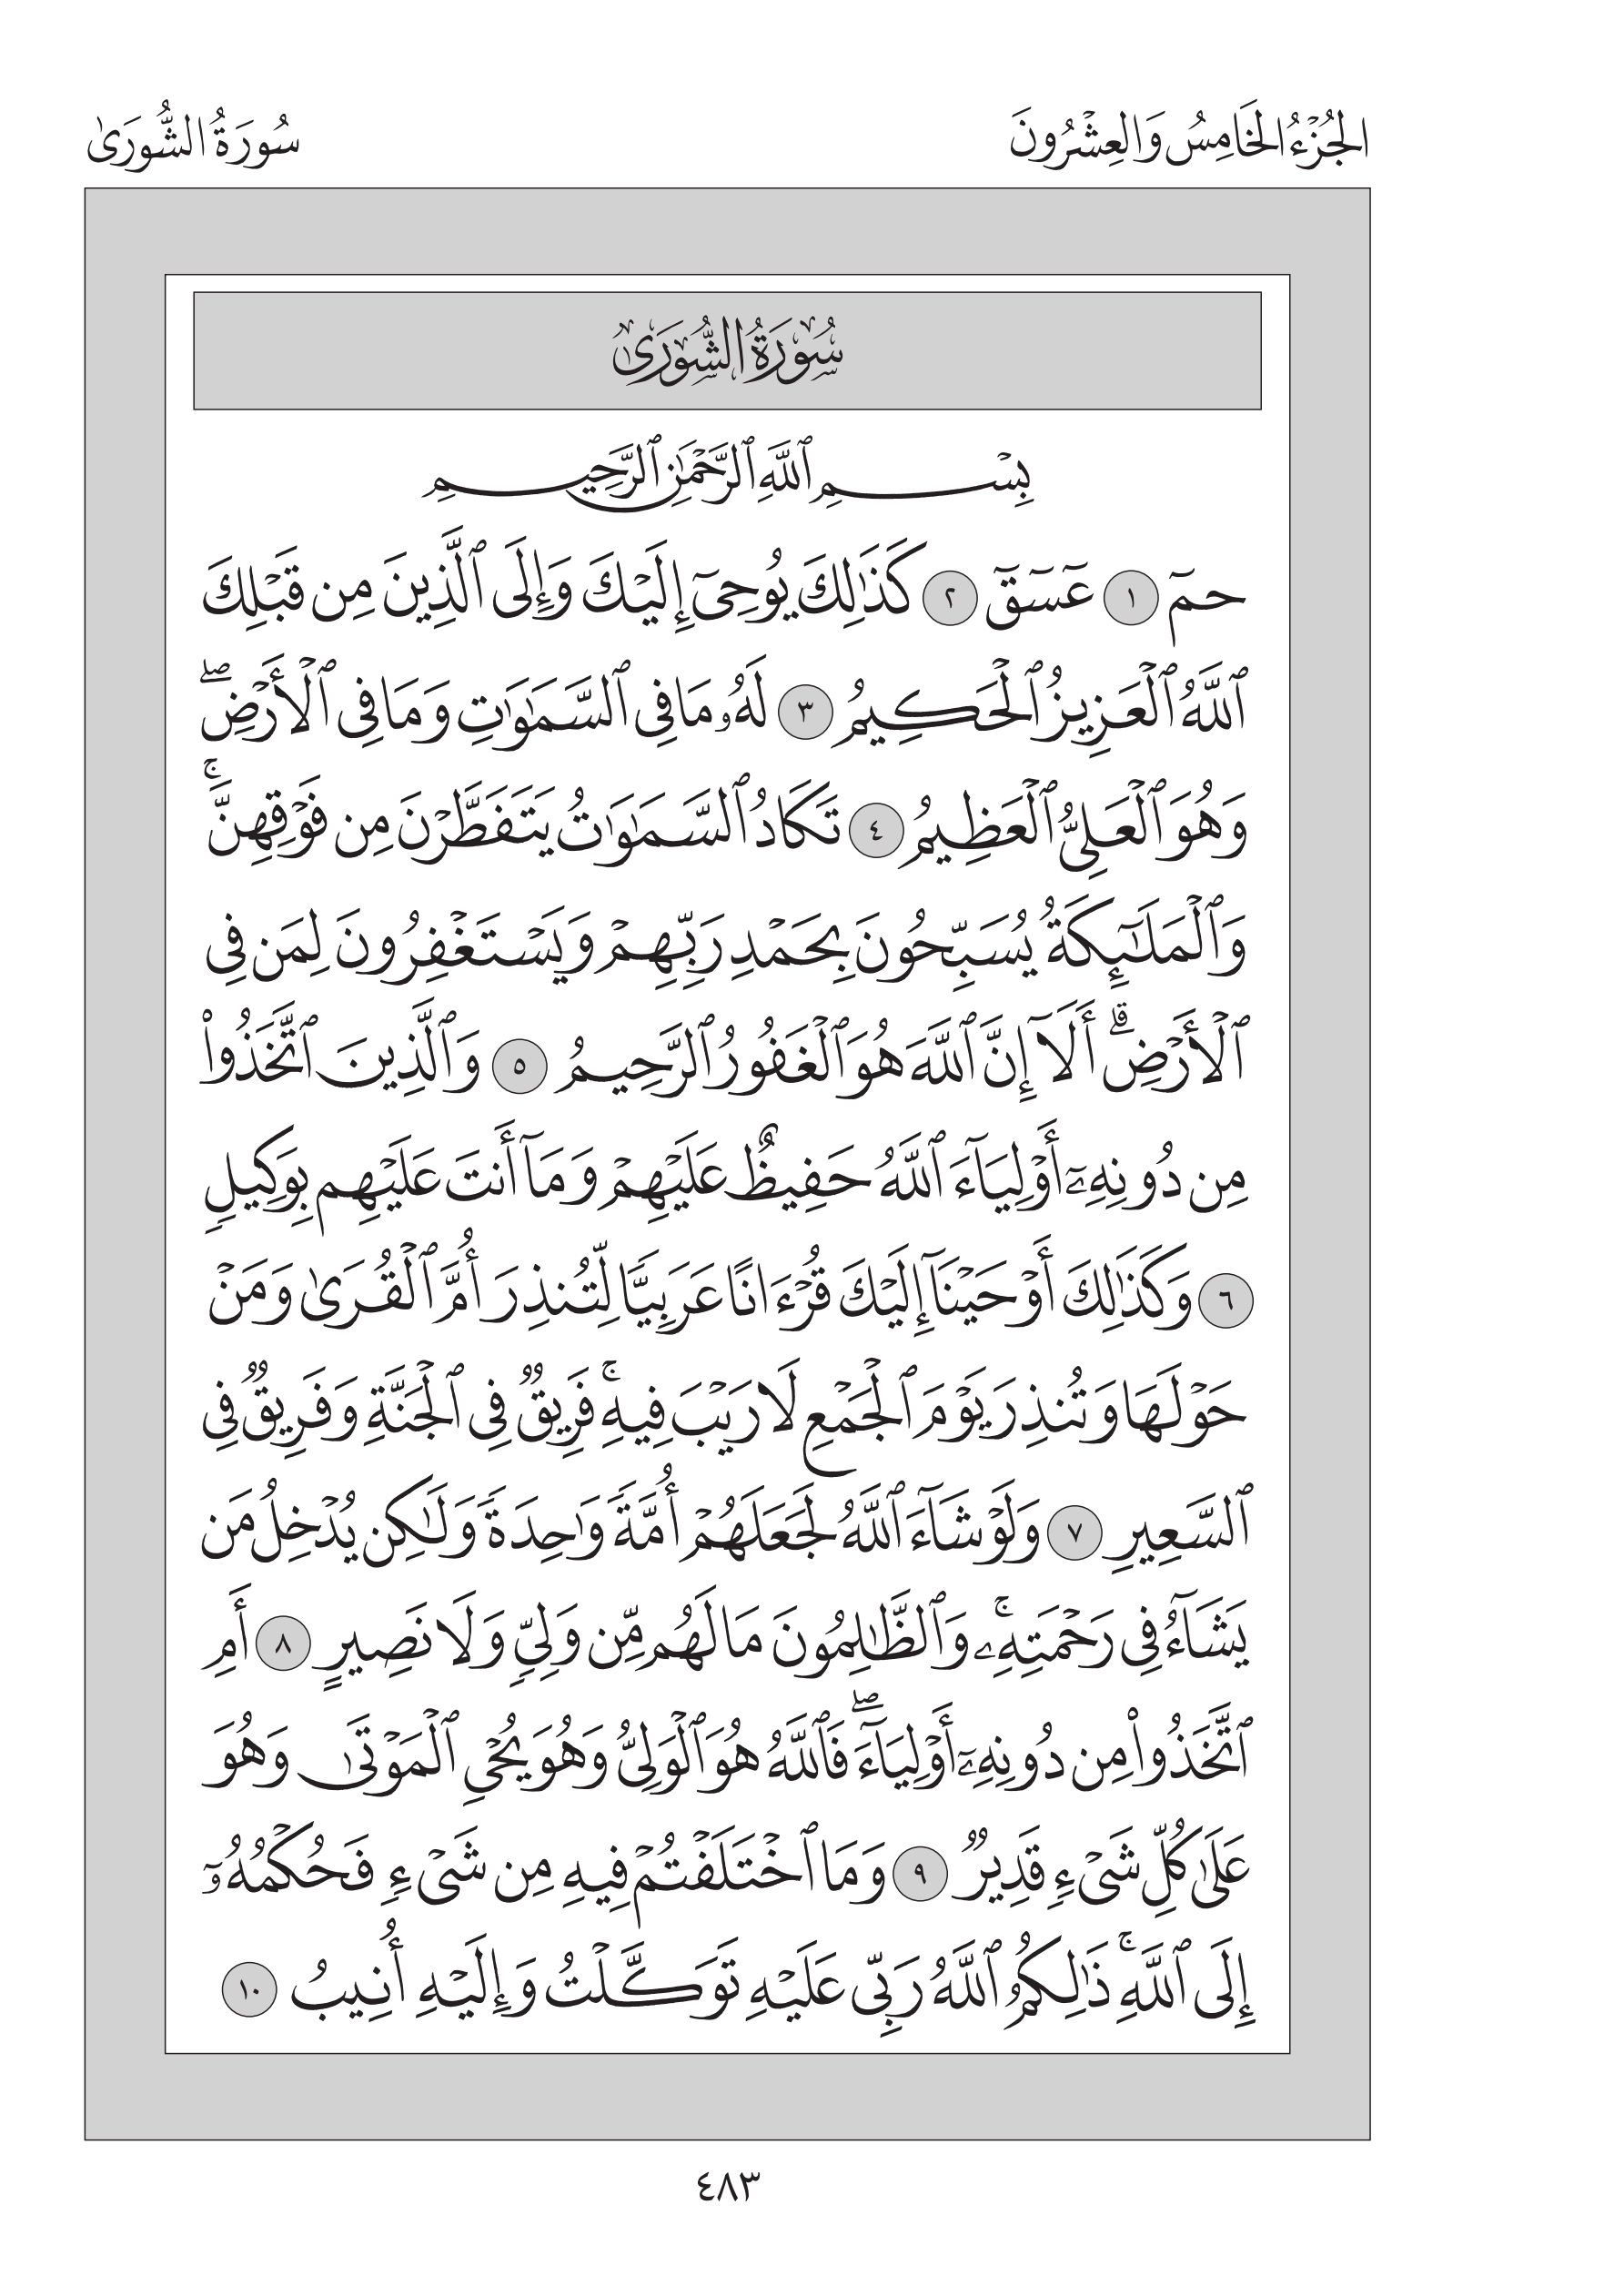 الجُزْءُ الخَامِسُ وَالعِشْرُونَ
سُورَةُ الشُّورَىٰ
سُورَةُ الشُّورَىٰ
بِسْمِ ٱللَّهِ ٱلرَّحْمَٰنِ ٱلرَّحِيمِ
حمٓ ١ عٓسٓقٓ ٢ كَذَٰلِكَ يُوحِىٓ إِلَيْكَ وَإِلَى ٱلَّذِينَ مِن قَبْلِكَ
ٱللَّهُ ٱلْعَزِيزُ ٱلْحَكِيمُ ٣ لَهُۥ مَا فِى ٱلسَّمَٰوَٰتِ وَمَا فِى ٱلْأَرْضِۖ
وَهُوَ ٱلْعَلِىُّ ٱلْعَظِيمُ ٤ تَكَادُ ٱلسَّمَٰوَٰتُ يَتَفَطَّرْنَ مِن فَوْقِهِنَّۚ
وَٱلْمَلَٰٓئِكَةُ يُسَبِّحُونَ بِحَمْدِ رَبِّهِمْ وَيَسْتَغْفِرُونَ لِمَن فِى
ٱلْأَرْضِۗ أَلَآ إِنَّ ٱللَّهَ هُوَ ٱلْغَفُورُ ٱلرَّحِيمُ ٥ وَٱلَّذِينَ ٱتَّخَذُوا۟
مِن دُونِهِۦٓ أَوْلِيَآءَ ٱللَّهُ حَفِيظٌ عَلَيْهِمْ وَمَآ أَنتَ عَلَيْهِم بِوَكِيلٍ
٦ وَكَذَٰلِكَ أَوْحَيْنَآ إِلَيْكَ قُرْءَانًا عَرَبِيًّا لِّتُنذِرَ أُمَّ ٱلْقُرَىٰ وَمَنْ
حَوْلَهَا وَتُنذِرَ يَوْمَ ٱلْجَمْعِ لَا رَيْبَ فِيهِۚ فَرِيقٌ فِى ٱلْجَنَّةِ وَفَرِيقٌ فِى
ٱلسَّعِيرِ ٧ وَلَوْ شَآءَ ٱللَّهُ لَجَعَلَهُمْ أُمَّةً وَٰحِدَةً وَلَٰكِن يُدْخِلُ مَن
يَشَآءُ فِى رَحْمَتِهِۦۚ وَٱلظَّٰلِمُونَ مَا لَهُم مِّن وَلِىٍّ وَلَا نَصِيرٍ ٨ أَمِ
ٱتَّخَذُوا۟ مِن دُونِهِۦٓ أَوْلِيَآءَۖ فَٱللَّهُ هُوَ ٱلْوَلِىُّ وَهُوَ يُحْىِ ٱلْمَوْتَىٰ وَهُوَ
عَلَىٰ كُلِّ شَىْءٍ قَدِيرٌ ٩ وَمَا ٱخْتَلَفْتُمْ فِيهِ مِن شَىْءٍ فَحُكْمُهُۥٓ
إِلَى ٱللَّهِۚ ذَٰلِكُمُ ٱللَّهُ رَبِّى عَلَيْهِ تَوَكَّلْتُ وَإِلَيْهِ أُنِيبُ ١٠
٤٨٣